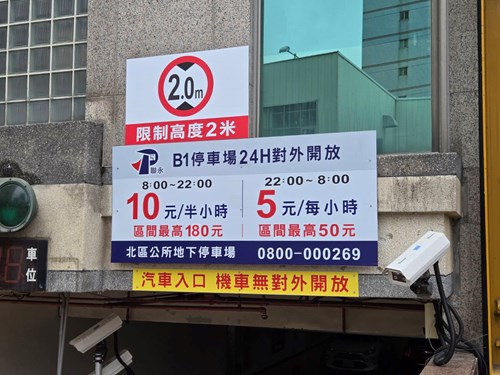 2.0m
限制高度2米
聯永
B1停車場24H對外開放
8:00~22:00
10元/半小時
區間最高180元
22:00~8:00
5元/每小時
區間最高50元
北區公所地下停車場 0800-000269
汽車入口 機車無對外開放
車位